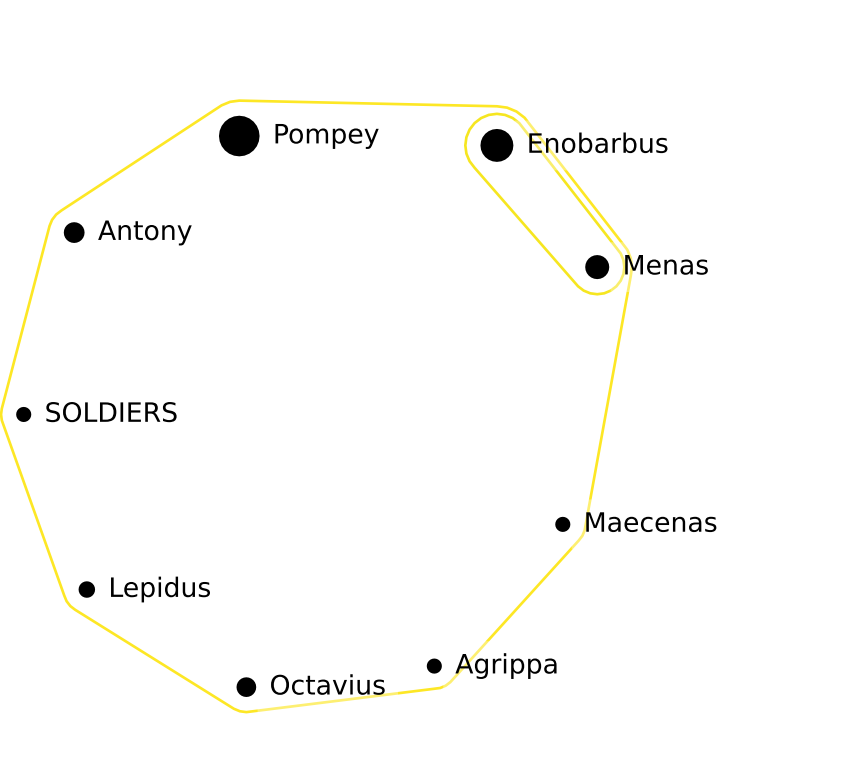 Pompey
Enobarbus
Antony
Menas
SOLDIERS
Maecenas
Lepidus
Agrippa
Octavius